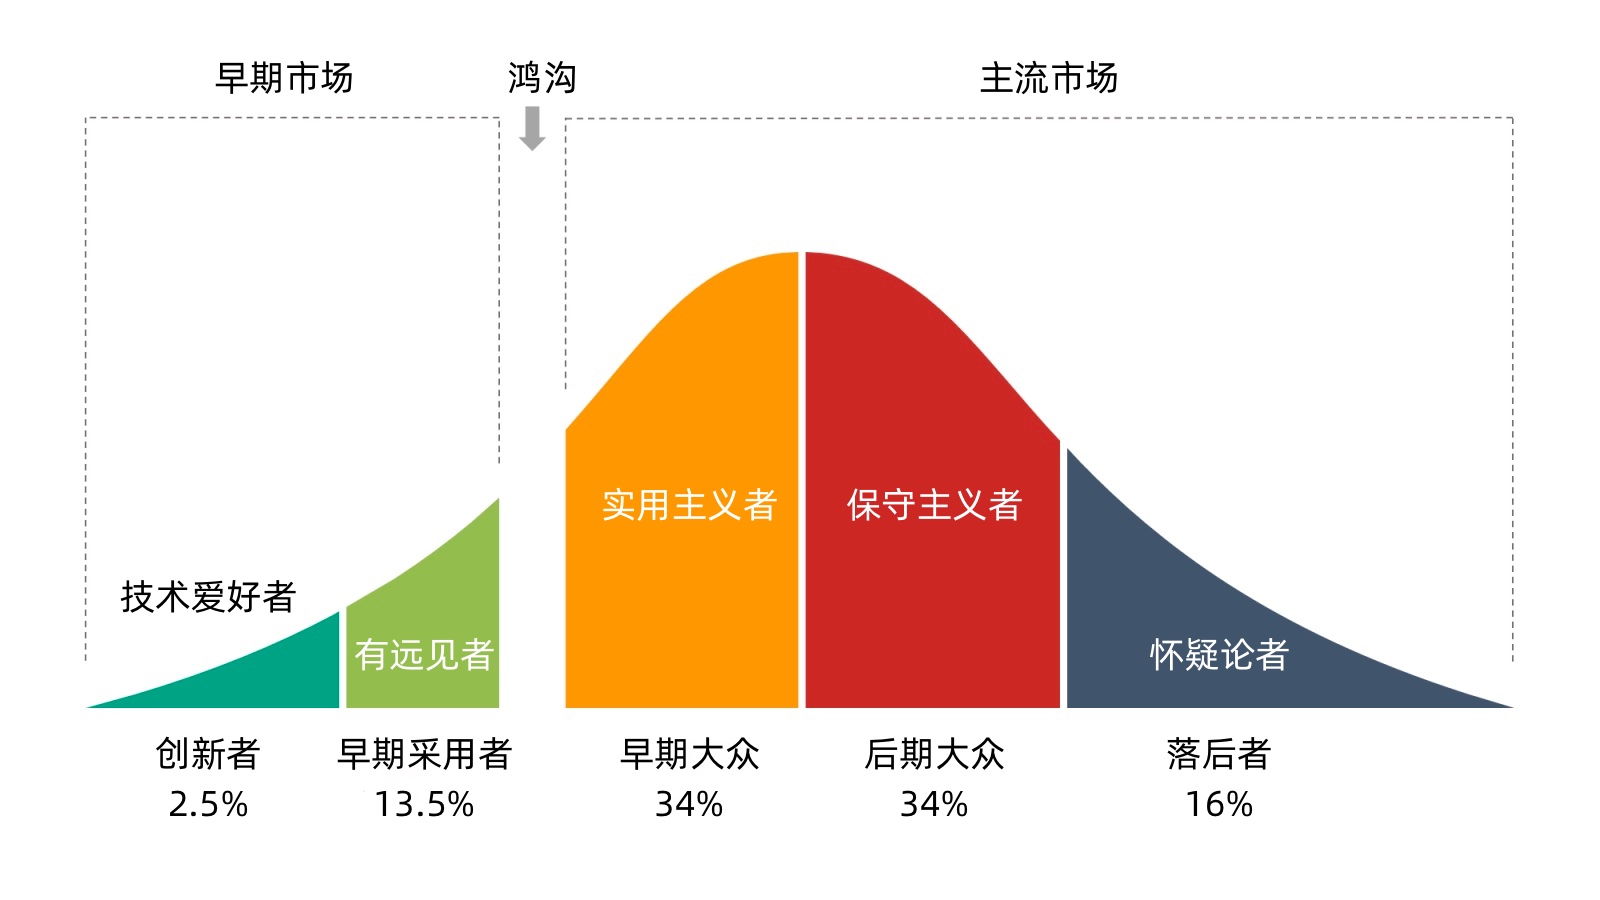 早期市场
鸿沟
主流市场
实用主义者
保守主义者
技术爱好者
有远见者
怀疑论者
创新者
早期采用者
早期大众
后期大众
落后者
2.5%
13.5%
34%
34%
16%